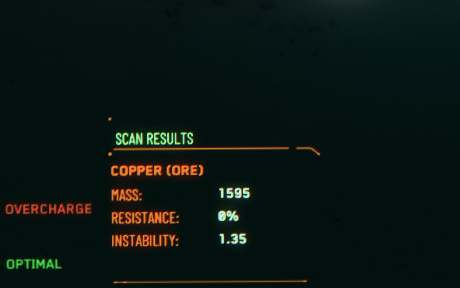 SCAN RESULTS
COPPER (ORE)
MASS: 1595
OVERCHARGE
RESISTANCE: 0%
INSTABILITY: 1.35
OPTIMAL